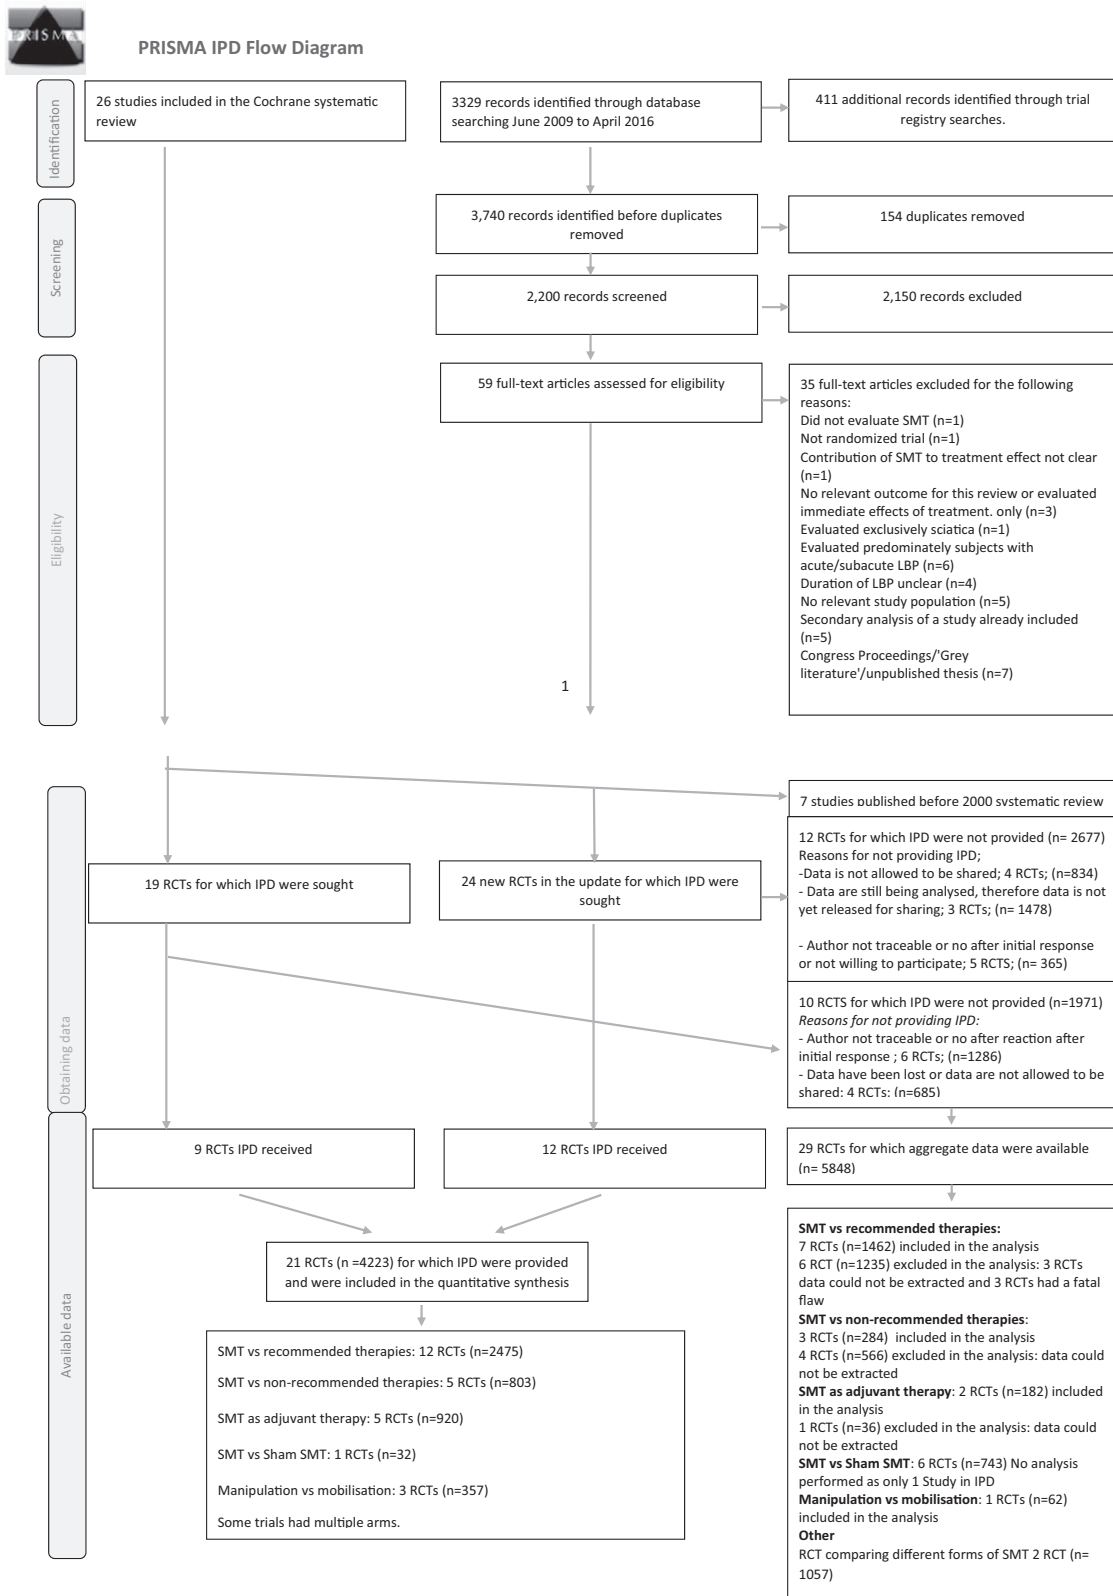 PRISMA
PRISMA IPD Flow Diagram
Identification
26 studies included in the Cochrane systematic
review
3329 records identified through database
searching June 2009 to April 2016
411 additional records identified through trial
registry searches.
Screening
3,740 records identified before duplicates
removed
154 duplicates removed
2,200 records screened
2,150 records excluded
Eligibility
59 full-text articles assessed for eligibility
35 full-text articles excluded for the following
reasons:
Did not evaluate SMT (n=1)
Not randomized trial (n=1)
Contribution of SMT to treatment effect not clear
(n=1)
No relevant outcome for this review or evaluated
immediate effects of treatment. only (n=3)
Evaluated exclusively sciatica (n=1)
Evaluated predominately subjects with
acute/subacute LBP (n=6)
Duration of LBP unclear (n=4)
No relevant study population (n=5)
Secondary analysis of a study already included
(n=5)
Congress Proceedings/'Grey
literature'/unpublished thesis (n=7)
1
Obtaining data
7 studies published before 2000 systematic review
19 RCTs for which IPD were sought
24 new RCTs in the update for which IPD were
sought
12 RCTs for which IPD were not provided (n= 2677)
Reasons for not providing IPD;
-Data is not allowed to be shared; 4 RCTs; (n=834)
- Data are still being analysed, therefore data is not
yet released for sharing; 3 RCTs; (n= 1478)
- Author not traceable or no after initial response
or not willing to participate; 5 RCTS; (n= 365)
10 RCTS for which IPD were not provided (n=1971)
Reasons for not providing IPD:
- Author not traceable or no after reaction after
initial response ; 6 RCTs; (n=1286)
- Data have been lost or data are not allowed to be
shared: 4 RCTs: (n=685)
Available data
9 RCTs IPD received
12 RCTs IPD received
29 RCTs for which aggregate data were available
(n= 5848)
21 RCTs (n =4223) for which IPD were provided
and were included in the quantitative synthesis
SMT vs recommended therapies: 12 RCTs (n=2475)
SMT vs non-recommended therapies: 5 RCTs (n=803)
SMT as adjuvant therapy: 5 RCTs (n=920)
SMT vs Sham SMT: 1 RCTs (n=32)
Manipulation vs mobilisation: 3 RCTs (n=357)
Some trials had multiple arms.
SMT vs recommended therapies:
7 RCTs (n=1462) included in the analysis
6 RCT (n=1235) excluded in the analysis: 3 RCTs
data could not be extracted and 3 RCTs had a fatal
flaw
SMT vs non-recommended therapies:
3 RCTs (n=284) included in the analysis
4 RCTs (n=566) excluded in the analysis: data could
not be extracted
SMT as adjuvant therapy: 2 RCTs (n=182) included
in the analysis
1 RCTs (n=36) excluded in the analysis: data could
not be extracted
SMT vs Sham SMT: 6 RCTs (n=743) No analysis
performed as only 1 Study in IPD
Manipulation vs mobilisation: 1 RCTs (n=62)
included in the analysis
Other
RCT comparing different forms of SMT 2 RCT (n=
1057)